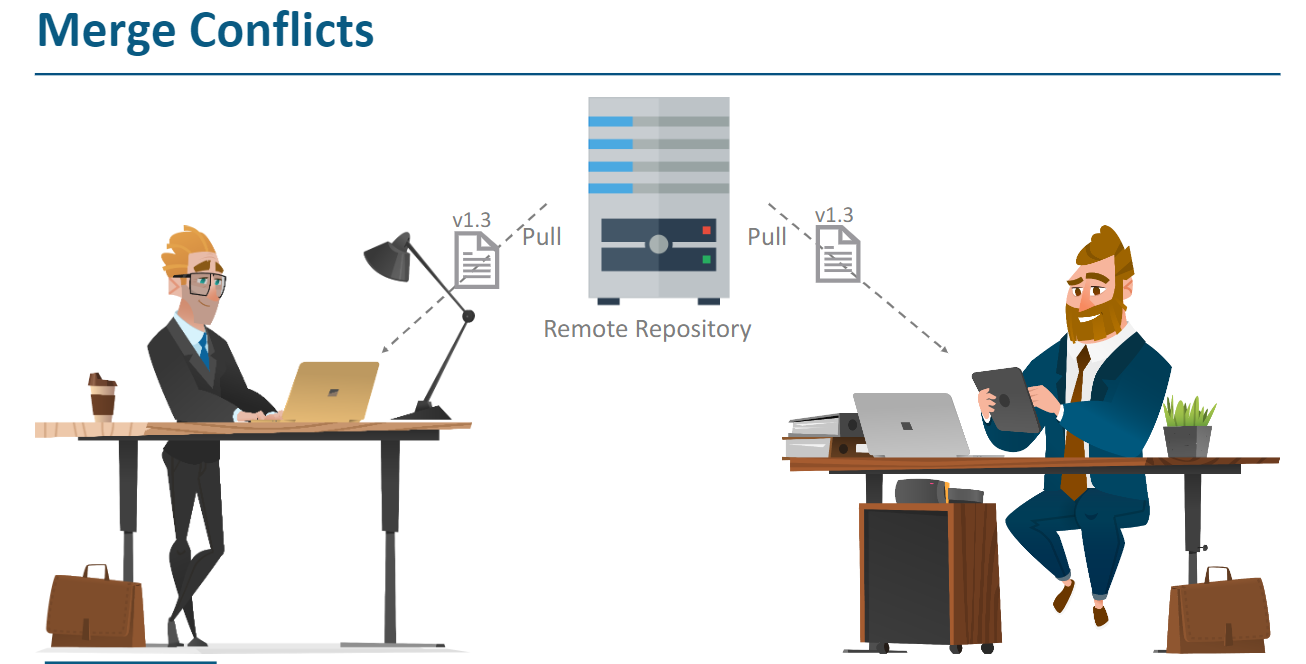 Merge Conflicts
v1.3
Pull
Pull
v1.3
Remote Repository